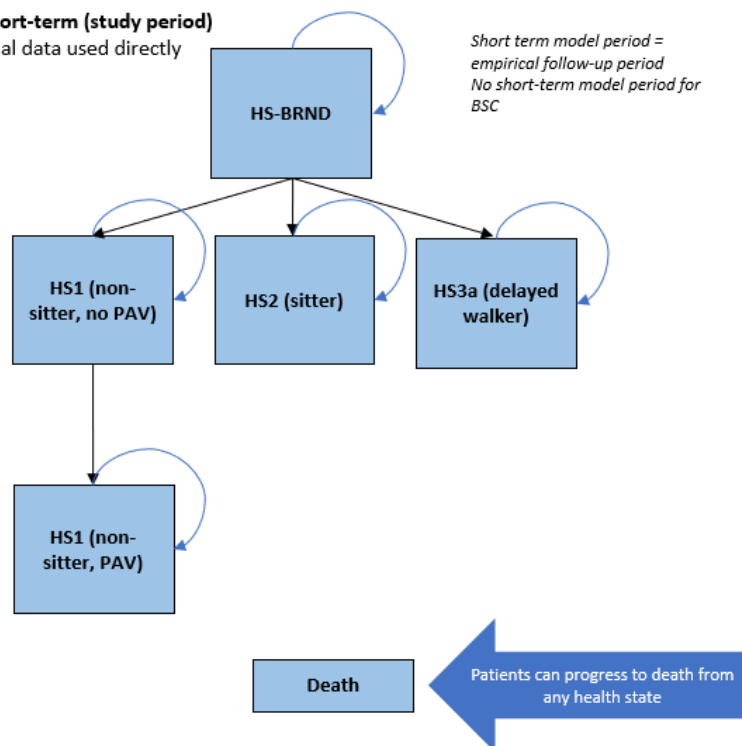 ort-term (study period)
al data used directly
Short term model period =
empirical follow-up period
No short-term model period for
BSC
HS-BRND
HS1 (non-
sitter, no PAV)
HS2 (sitter)
HS3a (delayed
walker)
HS1 (non-
sitter, PAV)
Death
Patients can progress to death from
any health state